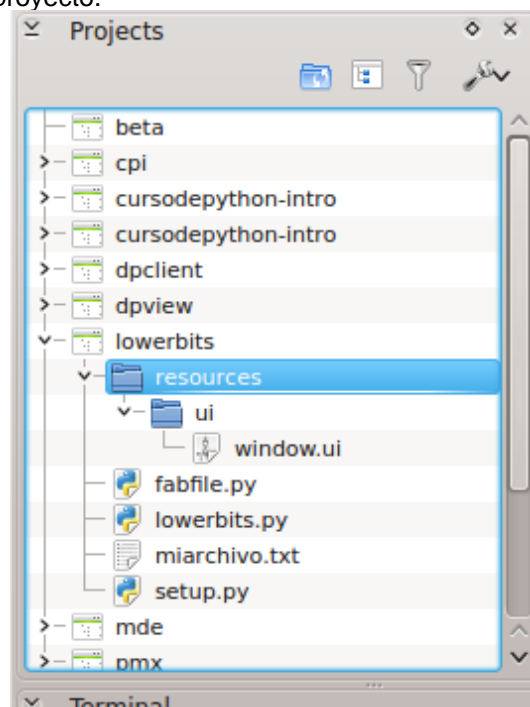 proyecto:
Projects
beta
cpi
cursodepython-intro
cursodepython-intro
dpclient
dpview
lowerbits
resources
ui
window.ui
fabfile.py
lowerbits.py
miarchivo.txt
setup.py
mde
pmx
Terminal